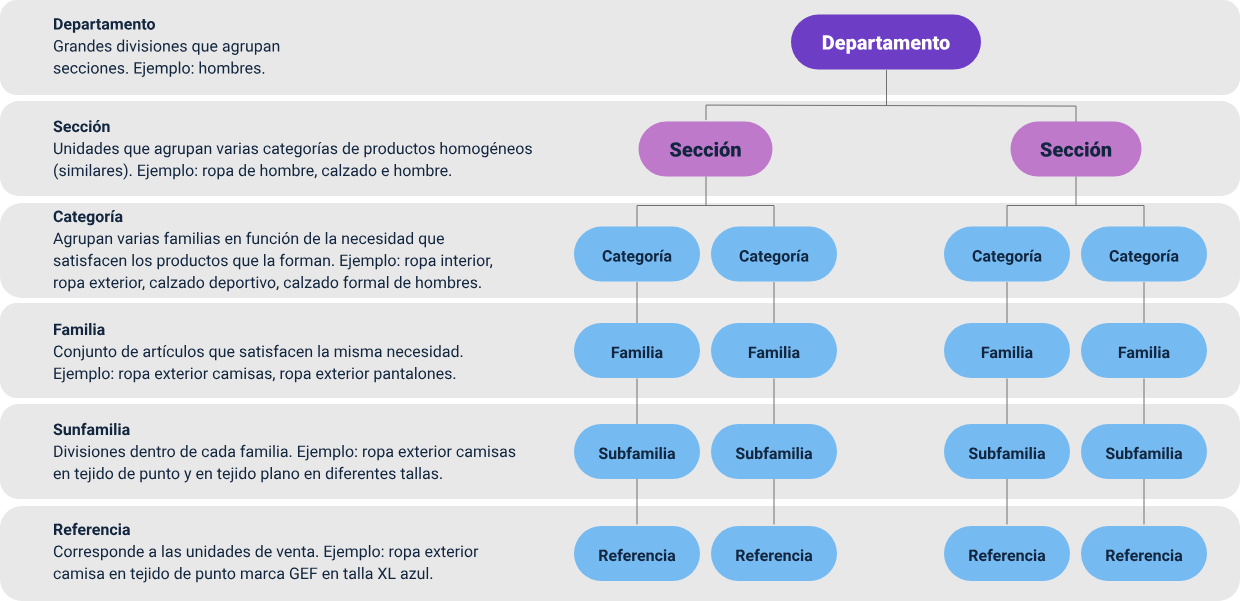 Departamento
Grandes divisiones que agrupan
secciones. Ejemplo: hombres.
Departamento
Sección
Unidades que agrupan varias categorías de productos homogéneos
(similares). Ejemplo: ropa de hombre, calzado e hombre.
Sección
Sección
Categoría
Agrupan varias familias en función de la necesidad que
satisfacen los productos que la forman. Ejemplo: ropa interior,
ropa exterior, calzado deportivo, calzado formal de hombres.
Categoría
Categoría
Categoría
Categoría
Familia
Conjunto de artículos que satisfacen la misma necesidad.
Ejemplo: ropa exterior camisas, ropa exterior pantalones.
Familia
Familia
Familia
Familia
Sunfamilia
Divisiones dentro de cada familia. Ejemplo: ropa exterior camisas
en tejido de punto y en tejido plano en diferentes tallas.
Subfamilia
Subfamilia
Subfamilia
Subfamilia
Referencia
Corresponde a las unidades de venta. Ejemplo: ropa exterior
camisa en tejido de punto marca GEF en talla XL azul.
Referencia
Referencia
Referencia
Referencia